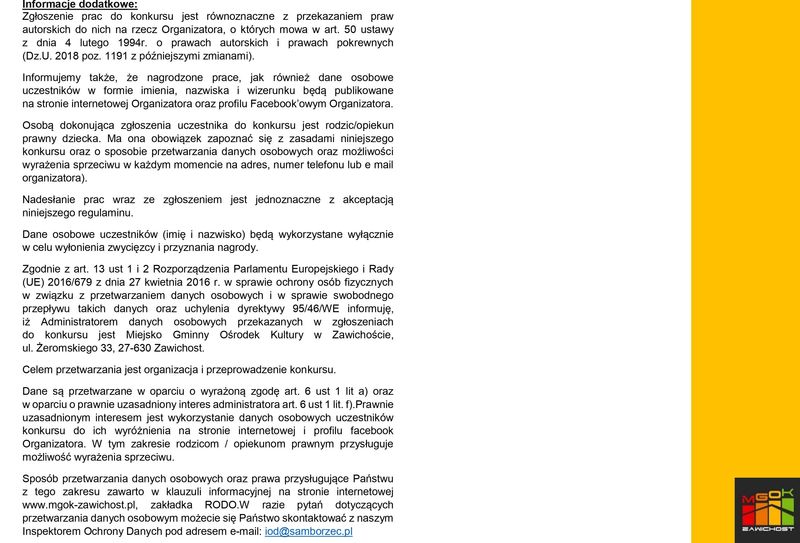 Informacje dodatkowe:
Zgłoszenie prac do konkursu jest równoznaczne z przekazaniem praw
autorskich do nich na rzecz Organizatora, o których mowa w art. 50 ustawy
z dnia 4 lutego 1994r. o prawach autorskich i prawach pokrewnych
(Dz.U. 2018 poz. 1191 z późniejszymi zmianami).
Informujemy także, że nagrodzone prace, jak również dane osobowe
uczestników w formie imienia, nazwiska i wizerunku będą publikowane
na stronie internetowej Organizatora oraz profilu Facebook'owym Organizatora.
Osobą dokonująca zgłoszenia uczestnika do konkursu jest rodzic/opiekun
prawny dziecka. Ma ona obowiązek zapoznać się z zasadami niniejszego
konkursu oraz o sposobie przetwarzania danych osobowych oraz możliwości
wyrażenia sprzeciwu w każdym momencie na adres, numer telefonu lub e mail
organizatora).
Nadesłanie prac wraz ze zgłoszeniem jest jednoznaczne z akceptacją
niniejszego regulaminu.
Dane osobowe uczestników (imię i nazwisko) będą wykorzystane wyłącznie
w celu wyłonienia zwycięzcy i przyznania nagrody.
Zgodnie z art. 13 ust 1 i 2 Rozporządzenia Parlamentu Europejskiego i Rady
(UE) 2016/679 z dnia 27 kwietnia 2016 r. w sprawie ochrony osób fizycznych
w związku z przetwarzaniem danych osobowych i w sprawie swobodnego
przepływu takich danych oraz uchylenia dyrektywy 95/46/WE informuję,
iż Administratorem danych osobowych przekazanych w zgłoszeniach
do konkursu jest Miejsko Gminny Ośrodek Kultury w Zawichoście,
ul. Żeromskiego 33, 27-630 Zawichost.
Celem przetwarzania jest organizacja i przeprowadzenie konkursu.
Dane są przetwarzane w oparciu o wyrażoną zgodę art. 6 ust 1 lit a) oraz
w oparciu o prawnie uzasadniony interes administratora art. 6 ust 1 lit. f).Prawnie
uzasadnionym interesem jest wykorzystanie danych osobowych uczestników
konkursu do ich wyróżnienia na stronie internetowej i profilu facebook
Organizatora. W tym zakresie rodzicom / opiekunom prawnym przysługuje
możliwość wyrażenia sprzeciwu.
Sposób przetwarzania danych osobowych oraz prawa przysługujące Państwu
z tego zakresu zawarto w klauzuli informacyjnej na stronie internetowej
www.mgok-zawichost.pl, zakładka RODO.W razie pytań dotyczących
przetwarzania danych osobowym możecie się Państwo skontaktować z naszym
Inspektorem Ochrony Danych pod adresem e-mail: iod@samborzec.pl
MGOK
ZAWICHOST